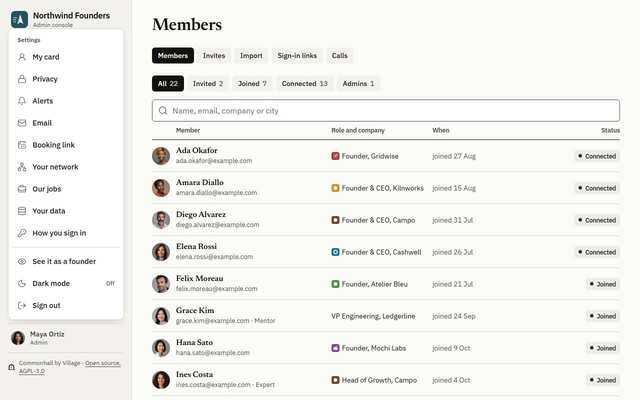 Northwind Founders
Admin console
Settings
My card
Privacy
Alerts
Email
Booking link
Your network
Our jobs
Your data
How you sign in
See it as a founder
Dark mode Off
Sign out
Maya Ortiz
Admin
Commonhall by Village · Open source,
AGPL-3.0
Members
Members Invites Import Sign-in links Calls
All 22 Invited 2 Joined 7 Connected 13 Admins 1
Name, email, company or city
Member Role and company When Status
Ada Okafor
ada.okafor@example.com
Founder, Gridwise joined 27 Aug Connected
Amara Diallo
amara.diallo@example.com
Founder & CEO, Kilnworks joined 15 Aug Connected
Diego Alvarez
diego.alvarez@example.com
Founder & CEO, Campo joined 31 Jul Connected
Elena Rossi
elena.rossi@example.com
Founder & CEO, Cashwell joined 26 Jul Connected
Felix Moreau
felix.moreau@example.com
Founder, Atelier Bleu joined 21 Jul Joined
Grace Kim
grace.kim@example.com · Mentor
VP Engineering, Ledgerline joined 24 Sep Joined
Hana Sato
hana.sato@example.com
Founder, Mochi Labs joined 9 Oct Joined
Ines Costa
ines.costa@example.com · Expert
Head of Growth, Campo joined 4 Oct Joined